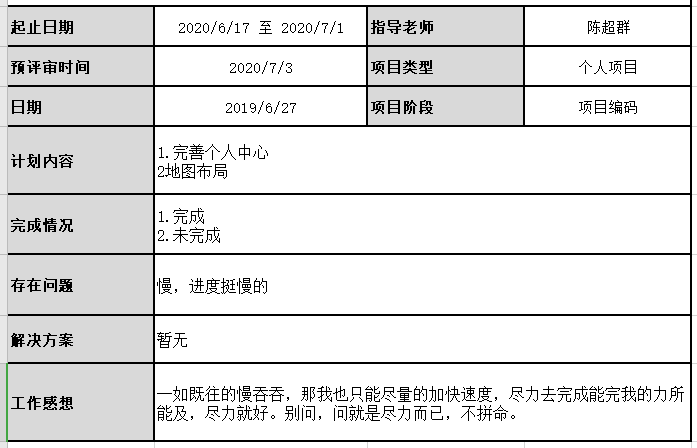 起止日期 2020/6/17 至 2020/7/1 指导老师 陈超群
预评审时间 2020/7/3 项目类型 个人项目
日期 2019/6/27 项目阶段 项目编码
计划内容
1.完善个人中心
2地图布局
完成情况
1.完成
2.未完成
存在问题 慢，进度挺慢的
解决方案 暂无
工作感想
一如既往的慢吞吞，那我也只能尽量的加快速度，尽力去完成能完我的力所
能及，尽力就好。别问，问就是尽力而已，不拼命。